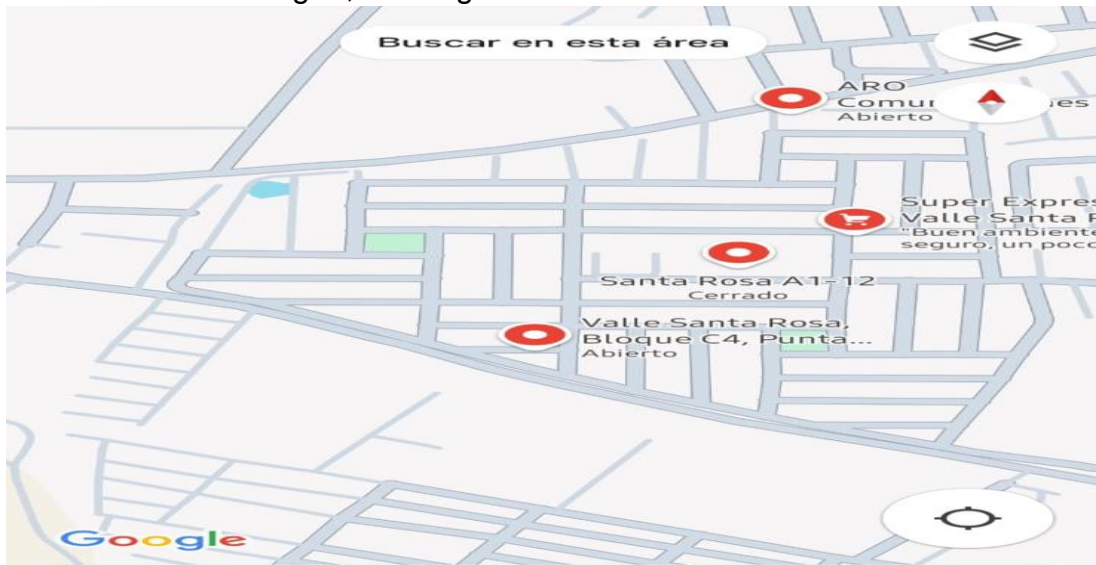 Buscar en esta área
ARO
Abierto
Super Expres
Valle Santa R
"Buen ambiente
seguro, un poco
Santa Rosa A1-12
Cerrado
Valle Santa Rosa,
Bloque C4, Punta...
Abierto
Google